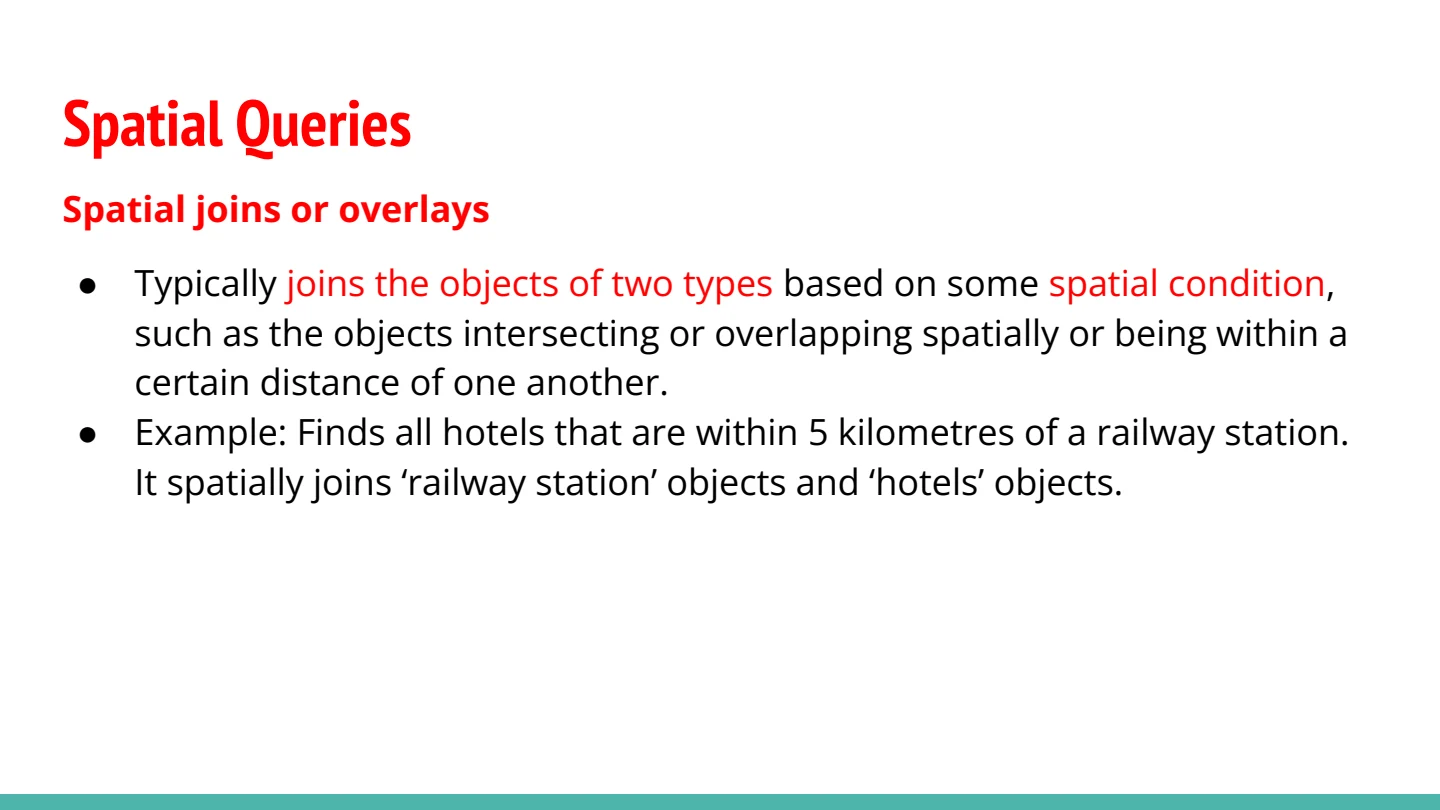 Spatial Queries
Spatial joins or overlays
● Typically joins the objects of two types based on some spatial condition,
such as the objects intersecting or overlapping spatially or being within a
certain distance of one another.
● Example: Finds all hotels that are within 5 kilometres of a railway station.
It spatially joins ‘railway station’ objects and ‘hotels’ objects.